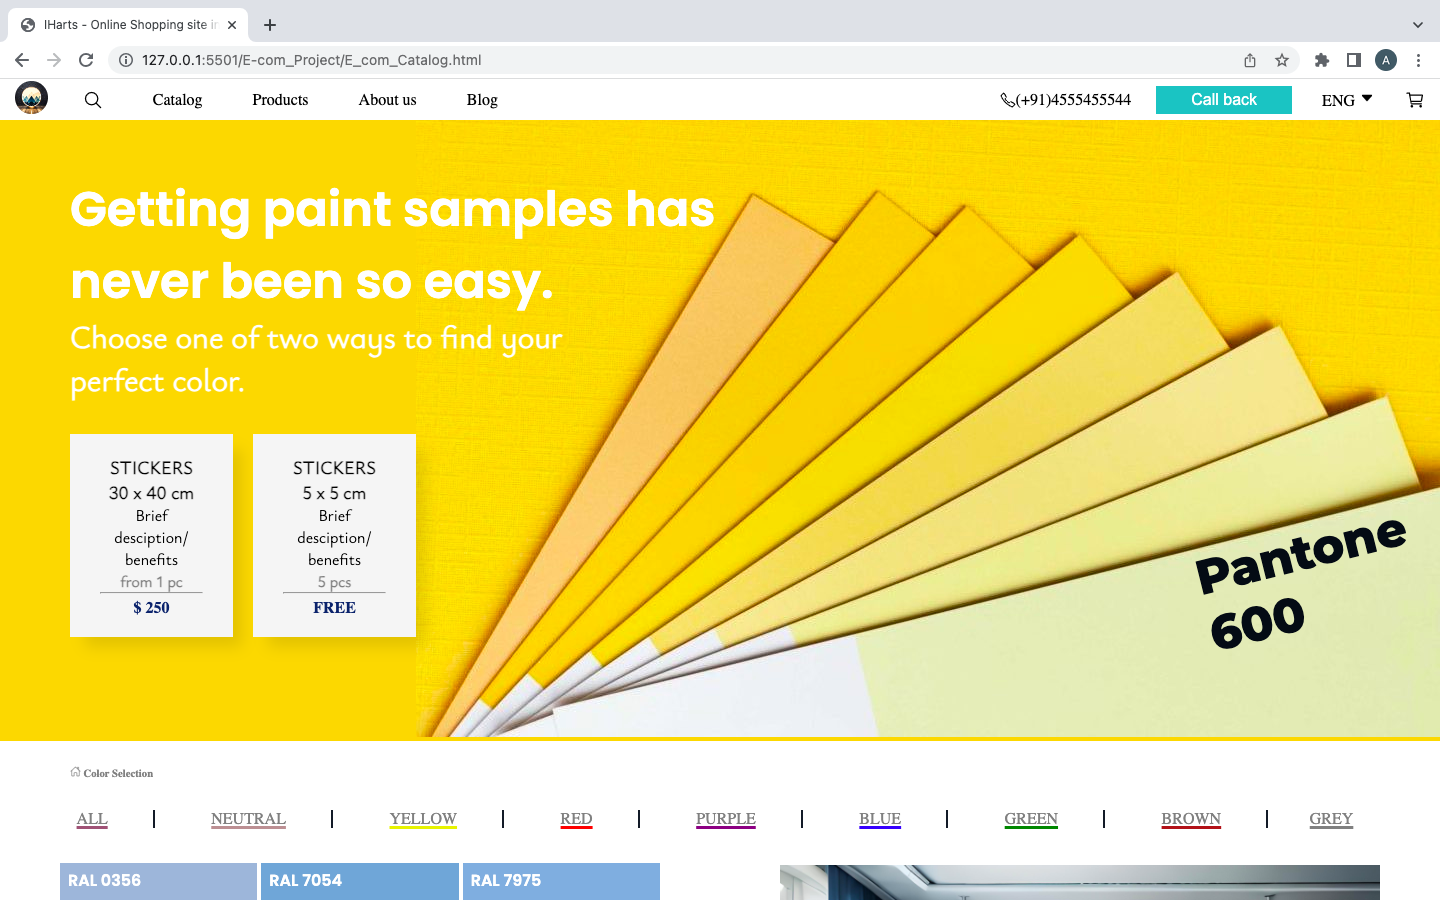 IHarts - Online Shopping site in
127.0.0.1:5501/E-com_Project/E_com_Catalog.html
A
Catalog
Products
About us
Blog
(+91)4555455544
Call back
ENG
Getting paint samples has
never been so easy.
Choose one of two ways to find your
perfect color.
STICKERS
30 x 40 cm
Brief
desciption/
benefits
from 1 pc
$ 250
STICKERS
5 x 5 cm
Brief
desciption/
benefits
5 pcs
FREE
Pantone
600
Color Selection
ALL
NEUTRAL
YELLOW
RED
PURPLE
BLUE
GREEN
BROWN
GREY
RAL 0356
RAL 7054
RAL 7975